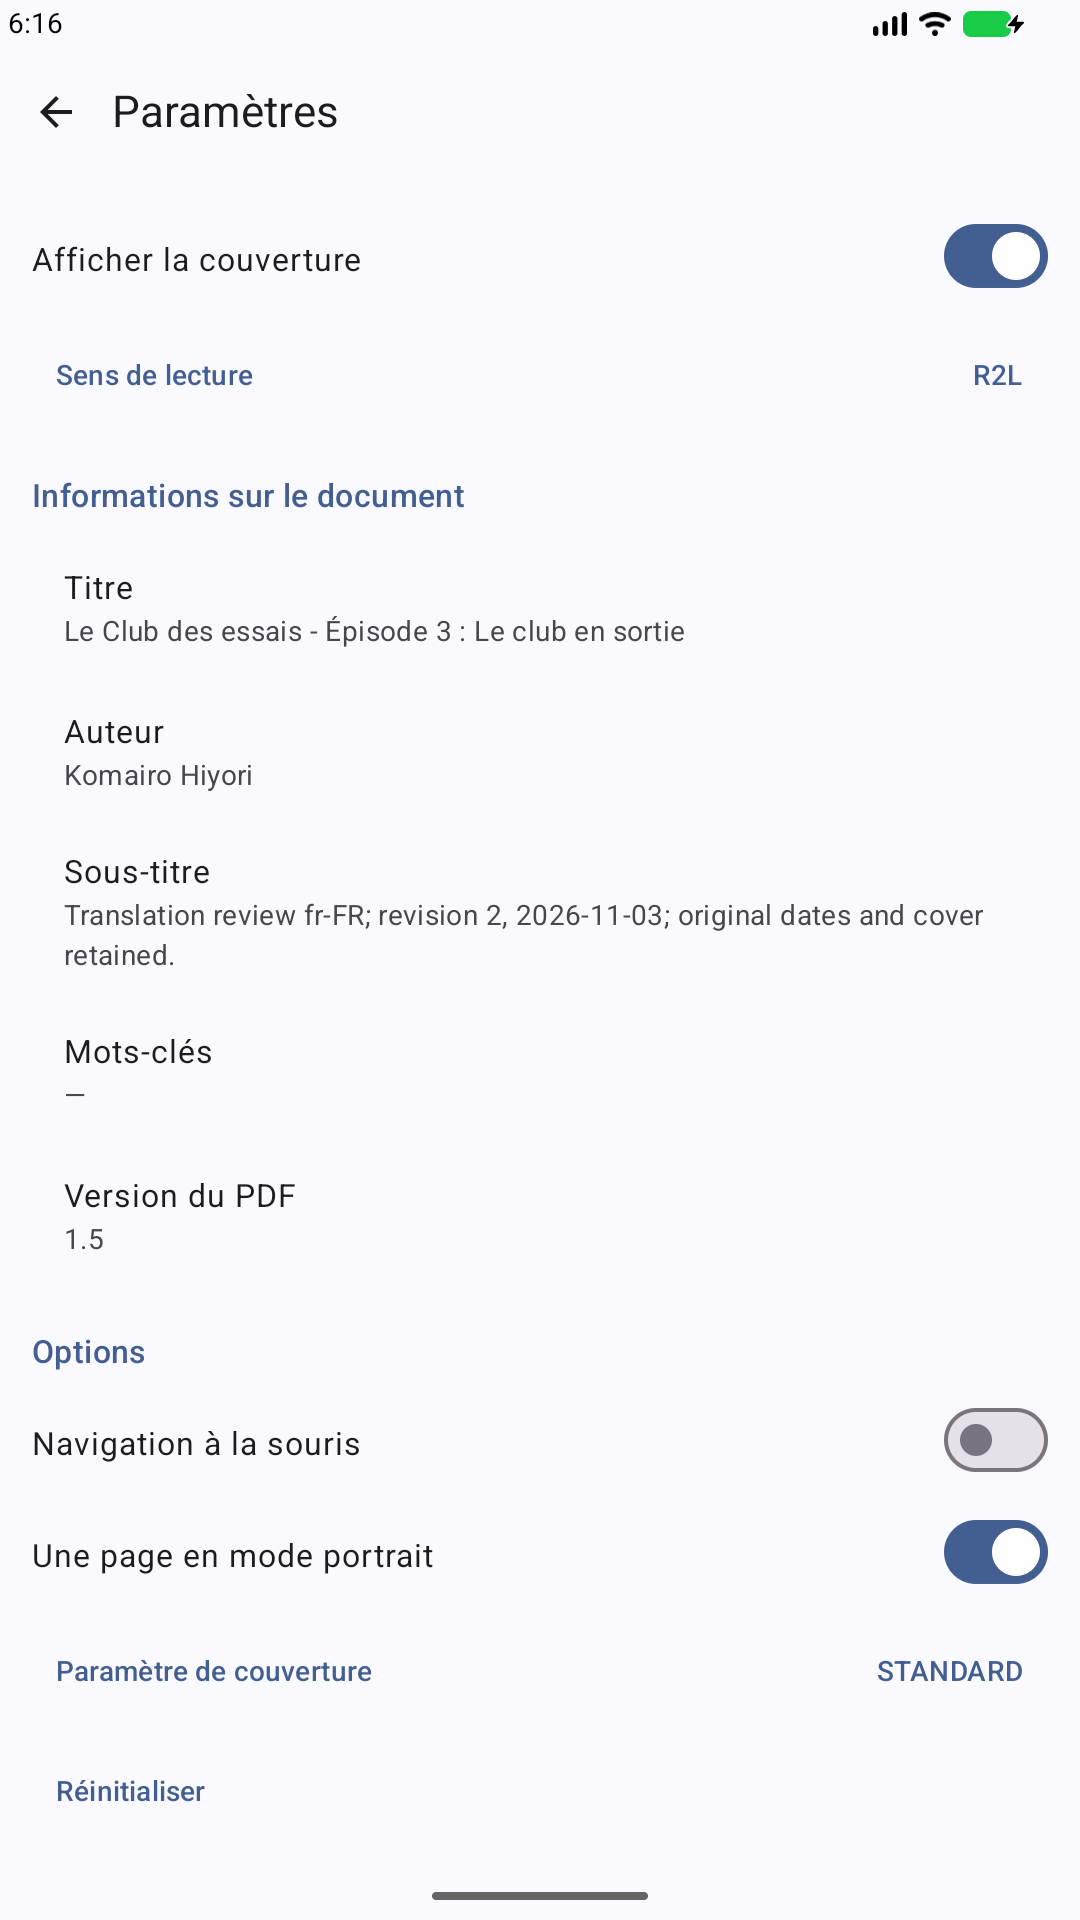 6:16
Paramètres
Afficher la couverture
Sens de lecture R2L
Informations sur le document
Titre
Le Club des essais - Épisode 3 : Le club en sortie
Auteur
Komairo Hiyori
Sous-titre
Translation review fr-FR; revision 2, 2026-11-03; original dates and cover
retained.
Mots-clés
—
Version du PDF
1.5
Options
Navigation à la souris
Une page en mode portrait
Paramètre de couverture STANDARD
Réinitialiser